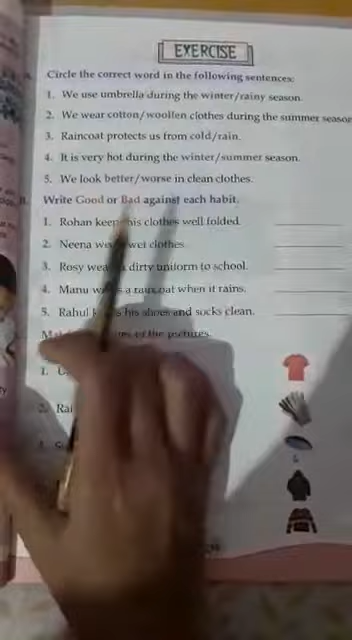 EXERCISE
Circle the correct word in the following sentences:
1. We use umbrella during the winter/rainy season.
2. We wear cotton/woollen clothes during the summer season
3. Raincoat protects us from cold/rain.
4. It is very hot during the winter/summer season.
5. We look better/worse in clean clothes.
Write Good or Bad against each habit.
1. Rohan keeps his clothes well folded.
2. Neena wet clothes.
3. Rosy dirty uniform to school.
4. Manu a raincoat when it rains.
5. Rahul his shoes and socks clean.
of the pictures.
1.
2. Rai